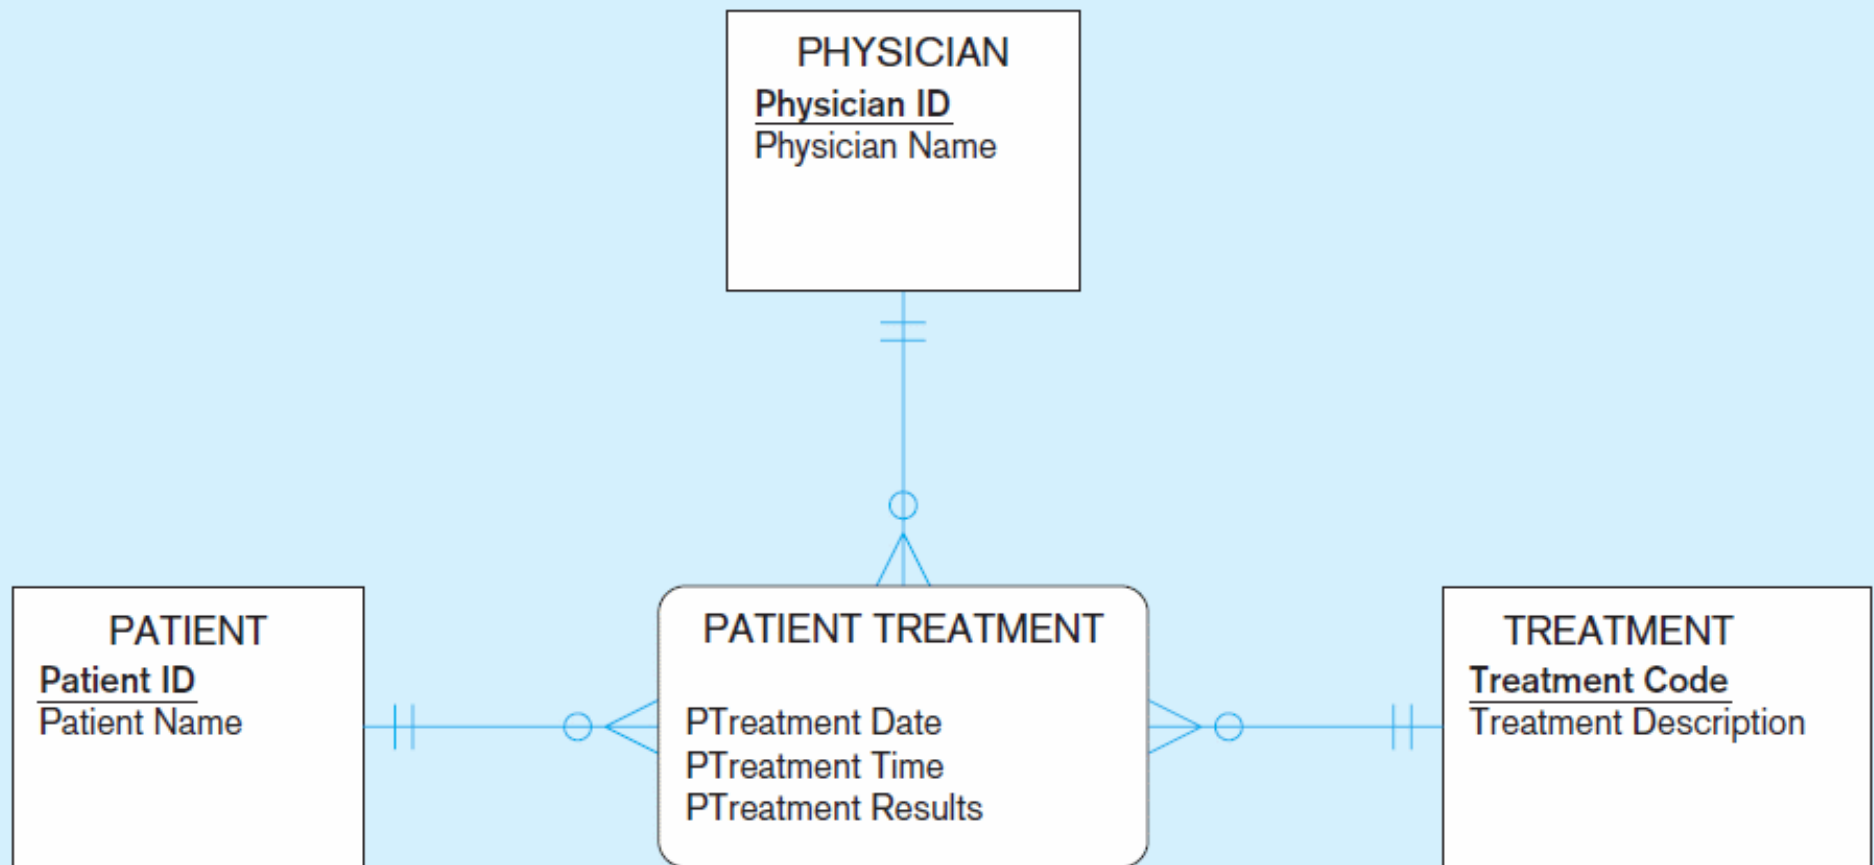 PHYSICIAN
Physician ID
Physician Name
PATIENT
Patient ID
Patient Name
PATIENT TREATMENT
PTreatment Date
PTreatment Time
PTreatment Results
TREATMENT
Treatment Code
Treatment Description